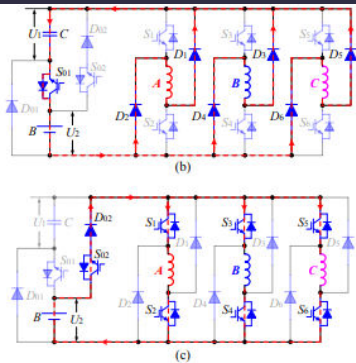 U1 C D02 S1 D1 S3 D3 S5 D5
S01 S02
D01 A B C
B U2 D2 S2 D4 S4 D6 S6
(b)
U1 C D02 S1 D1 S3 D3 S5 D5
S01 S02
D01 A B C
B U2 D2 S2 D4 S4 D6 S6
(c)